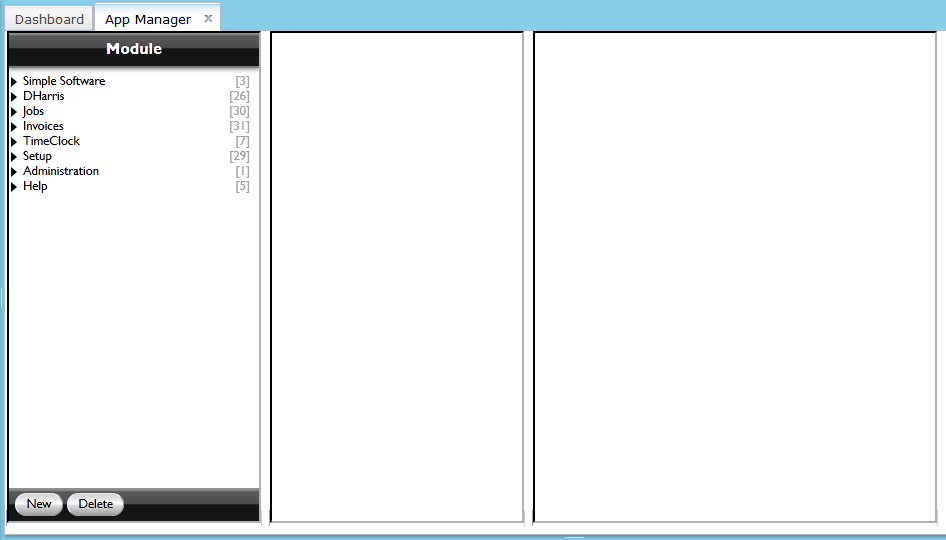 Dashboard
App Manager x
Module
Simple Software [3]
DHarris [26]
Jobs [30]
Invoices [31]
TimeClock [7]
Setup [29]
Administration [1]
Help [5]
New Delete